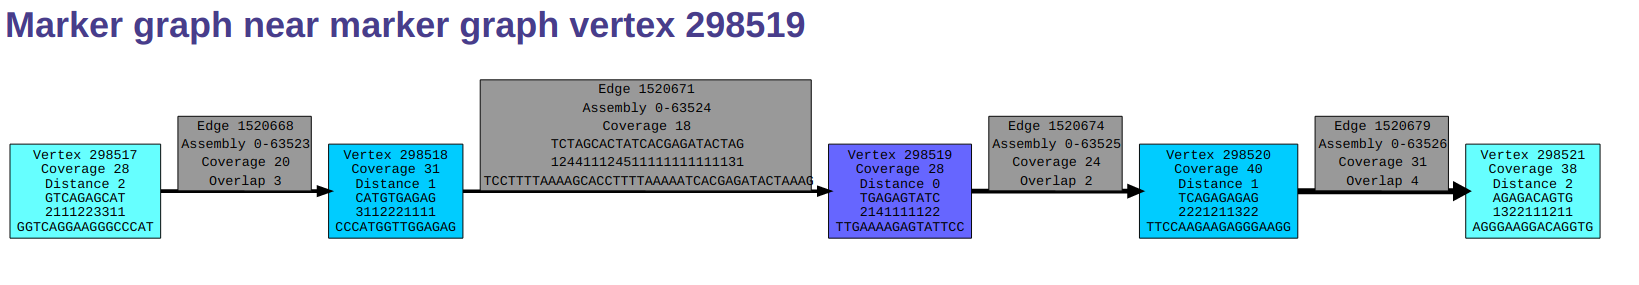 Marker graph near marker graph vertex 298519
Vertex 298517
Coverage 28
Distance 2
GTCAGAGCAT
2111223311
GGTCAGGAAGGGCCCAT
Edge 1520668
Assembly 0-63523
Coverage 20
Overlap 3
Vertex 298518
Coverage 31
Distance 1
CATGTGAGAG
3112221111
CCCATGGTTGGAGAG
Edge 1520671
Assembly 0-63524
Coverage 18
TCTAGCACTATCACGAGATACTAG
124411124511111111111131
TCCTTTTAAAAGCACCTTTTAAAAATCACGAGATACTAAAG
Vertex 298519
Coverage 28
Distance 0
TGAGAGTATC
2141111122
TTGAAAAGAGTATTCC
Edge 1520674
Assembly 0-63525
Coverage 24
Overlap 2
Vertex 298520
Coverage 40
Distance 1
TCAGAGAGAG
2221211322
TTCCAAGAAGAGGGAAGG
Edge 1520679
Assembly 0-63526
Coverage 31
Overlap 4
Vertex 298521
Coverage 38
Distance 2
AGAGACAGTG
1322111211
AGGGAAGGACAGGTG